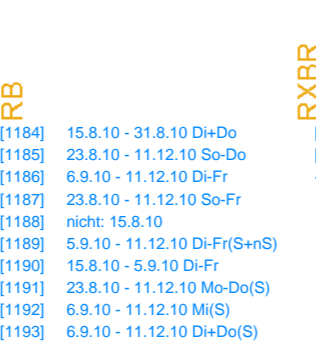 RB
[1184] 15.8.10 - 31.8.10 Di+Do
[1185] 23.8.10 - 11.12.10 So-Do
[1186] 6.9.10 - 11.12.10 Di-Fr
[1187] 23.8.10 - 11.12.10 So-Fr
[1188] nicht: 15.8.10
[1189] 5.9.10 - 11.12.10 Di-Fr(S+nS)
[1190] 15.8.10 - 5.9.10 Di-Fr
[1191] 23.8.10 - 11.12.10 Mo-Do(S)
[1192] 6.9.10 - 11.12.10 Mi(S)
[1193] 6.9.10 - 11.12.10 Di+Do(S)
RXBR